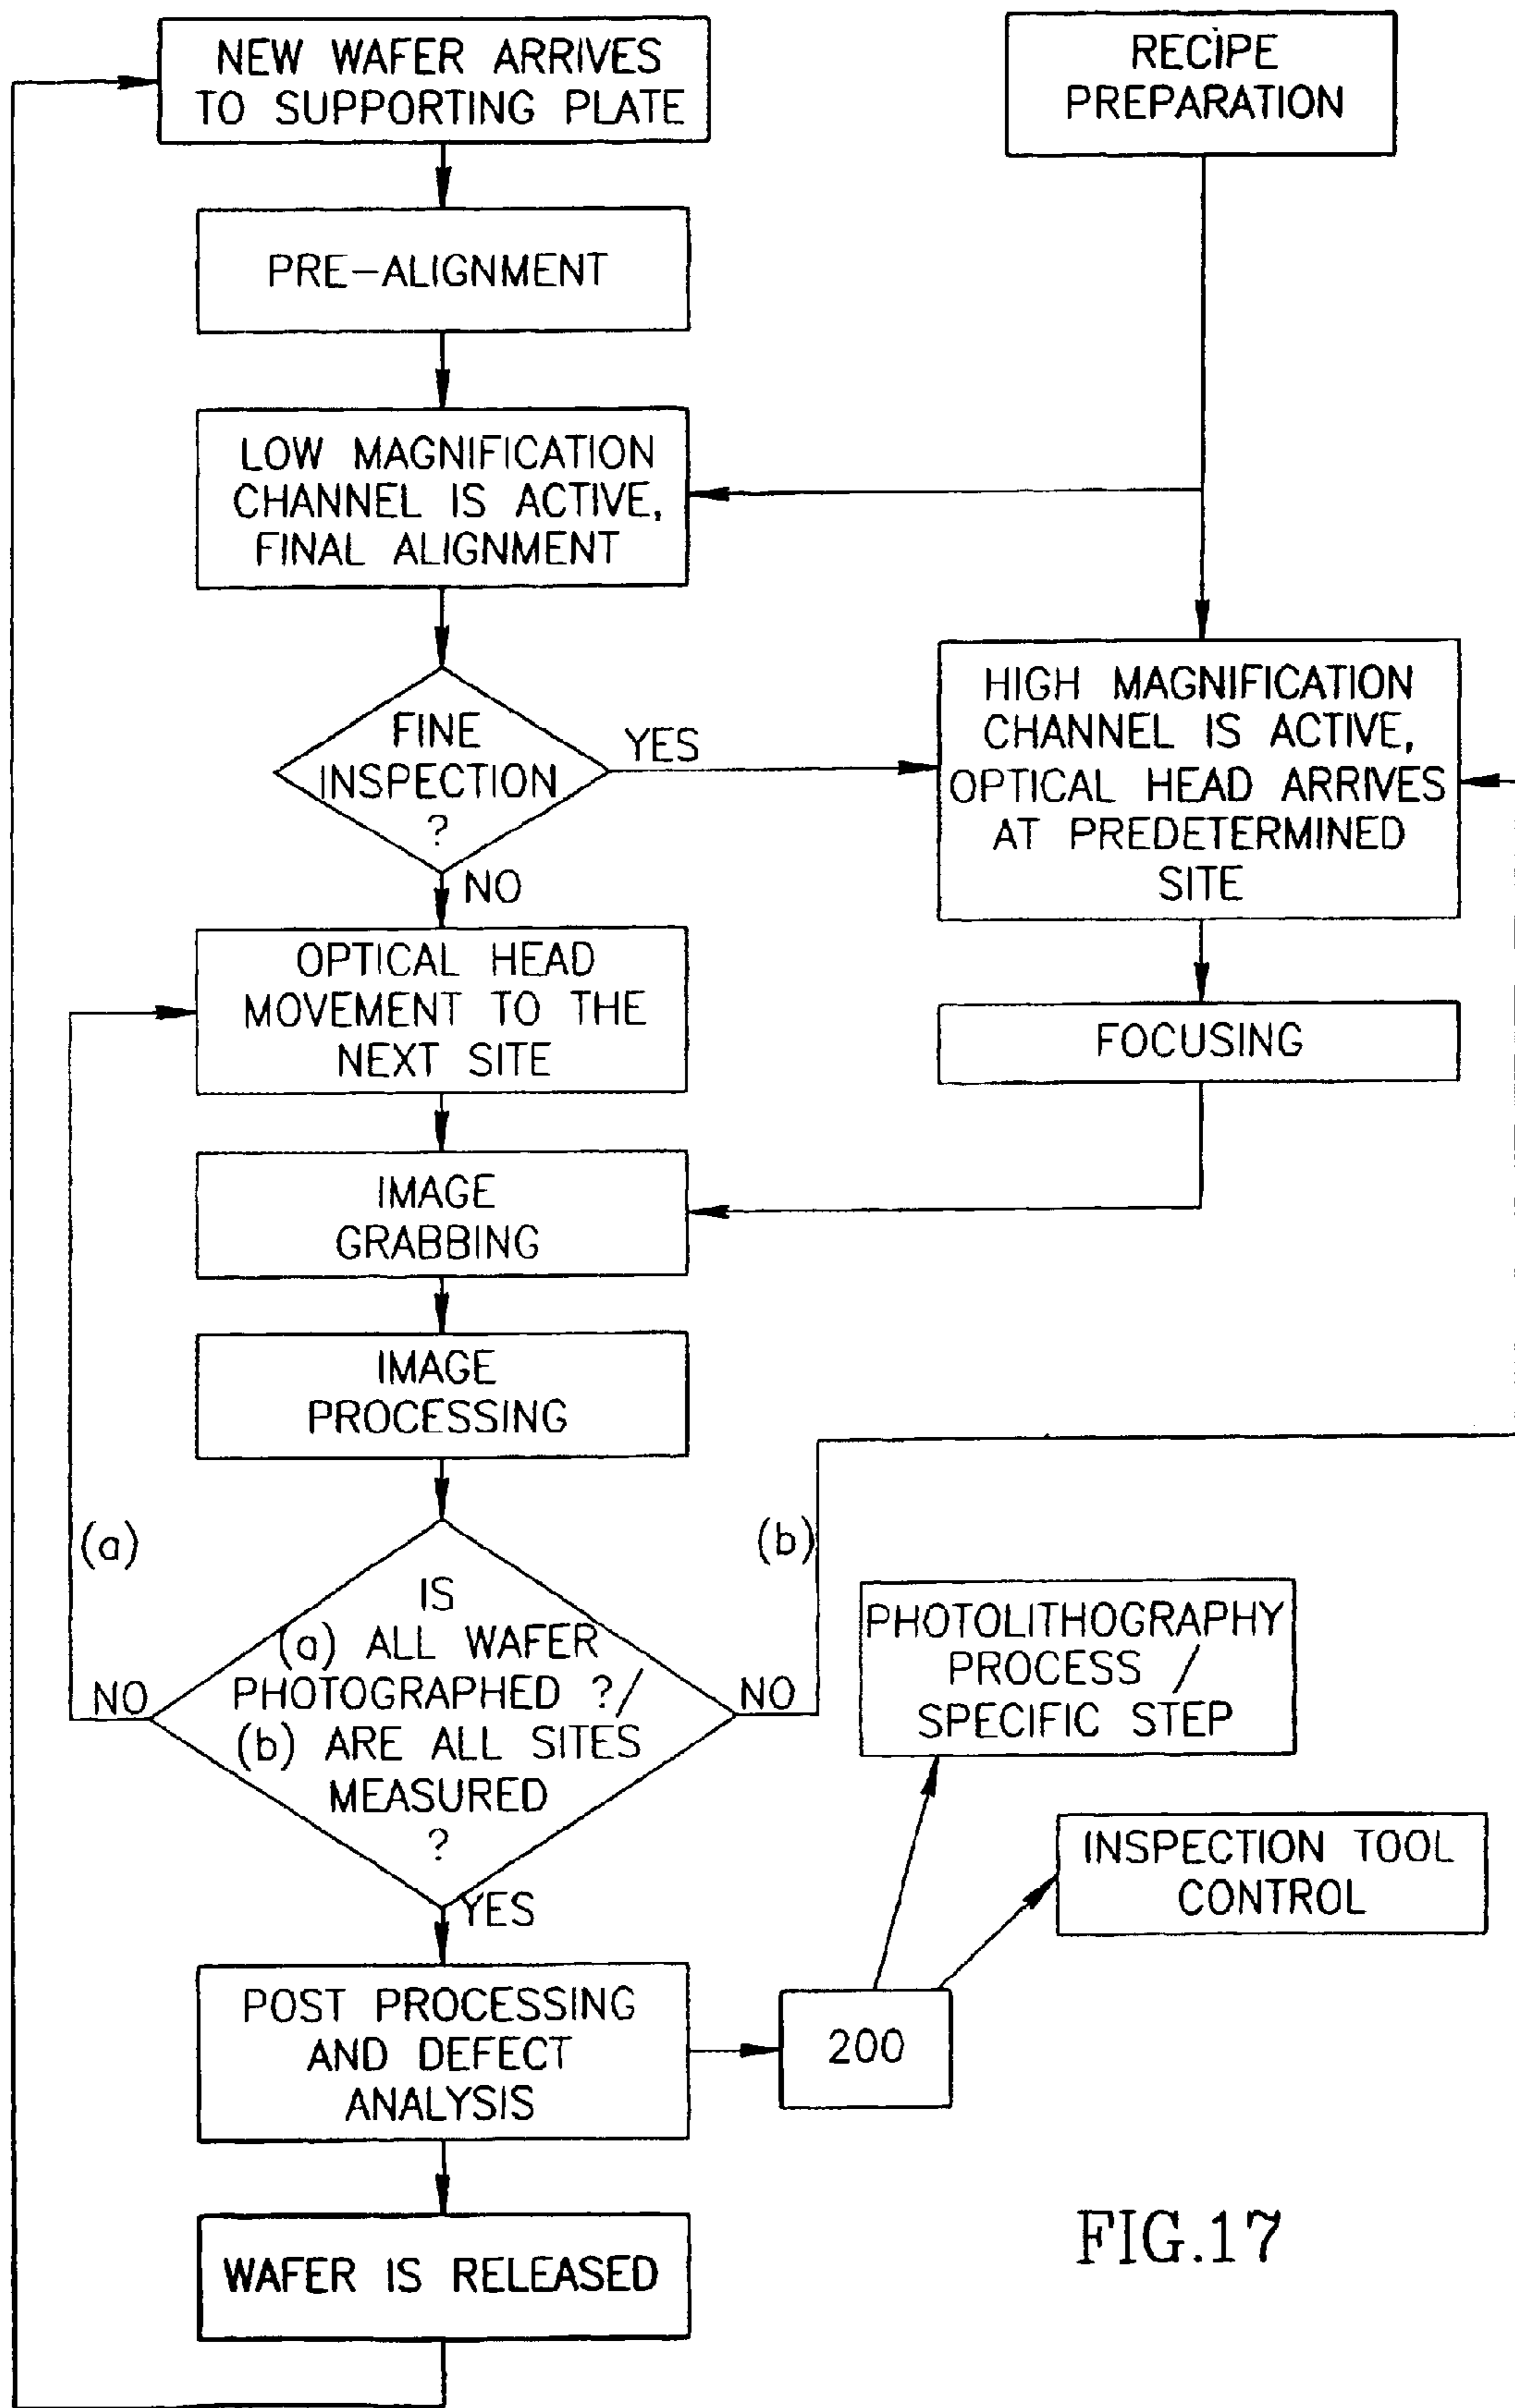 NEW WAFER ARRIVES
TO SUPPORTING PLATE
RECIPE
PREPARATION
PRE-ALIGNMENT
LOW MAGNIFICATION
CHANNEL IS ACTIVE,
FINAL ALIGNMENT
FINE
INSPECTION
?
YES
NO
HIGH MAGNIFICATION
CHANNEL IS ACTIVE,
OPTICAL HEAD ARRIVES
AT PREDETERMINED
SITE
OPTICAL HEAD
MOVEMENT TO THE
NEXT SITE
FOCUSING
IMAGE
GRABBING
IMAGE
PROCESSING
(a)
(b)
IS
(a) ALL WAFER
PHOTOGRAPHED ?/
(b) ARE ALL SITES
MEASURED
?
NO
NO
YES
PHOTOLITHOGRAPHY
PROCESS /
SPECIFIC STEP
INSPECTION TOOL
CONTROL
POST PROCESSING
AND DEFECT
ANALYSIS
200
WAFER IS RELEASED
FIG.17